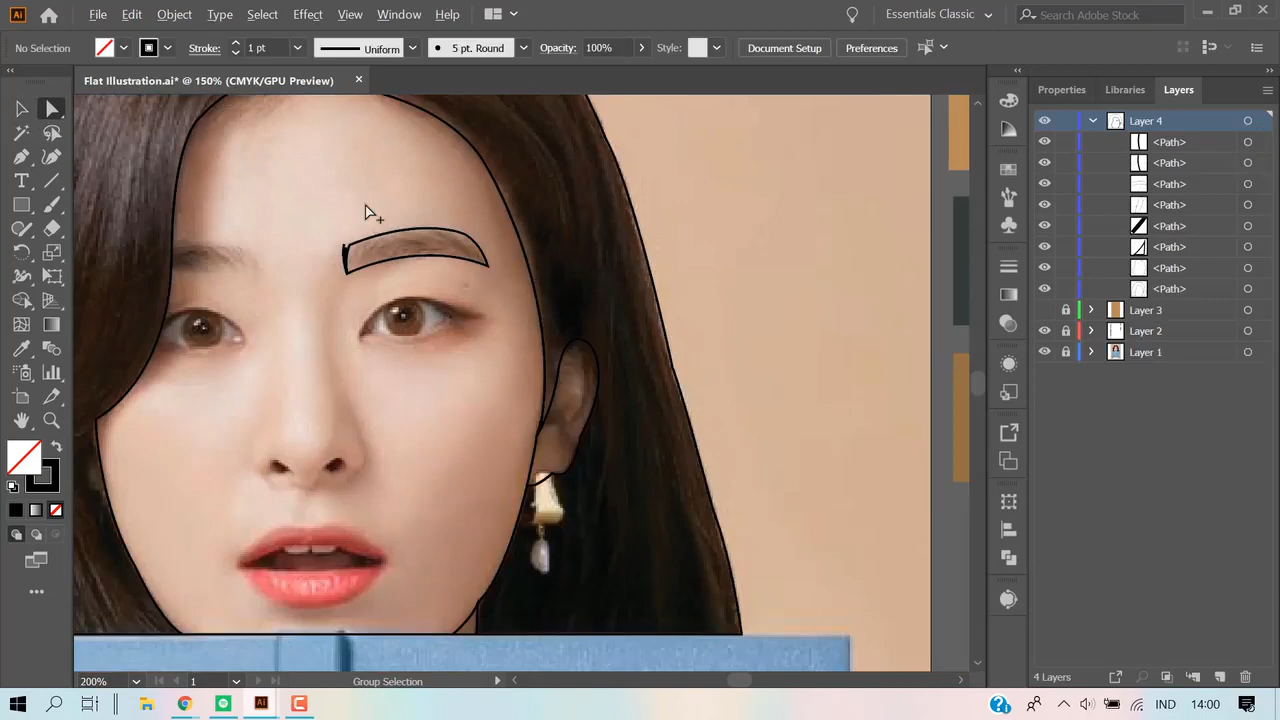 Ai File Edit Object Type Select Effect View Window Help Essentials Classic Search Adobe Stock
No Selection Stroke: 1 pt Uniform 5 pt. Round Opacity: 100% Style: Document Setup Preferences
Flat Illustration.ai* @ 150% (CMYK/GPU Preview)
Properties Libraries Layers
Layer 4
<Path>
<Path>
<Path>
<Path>
<Path>
<Path>
<Path>
<Path>
Layer 3
Layer 2
Layer 1
200% 1 Group Selection 4 Layers
Ai IND 14:00